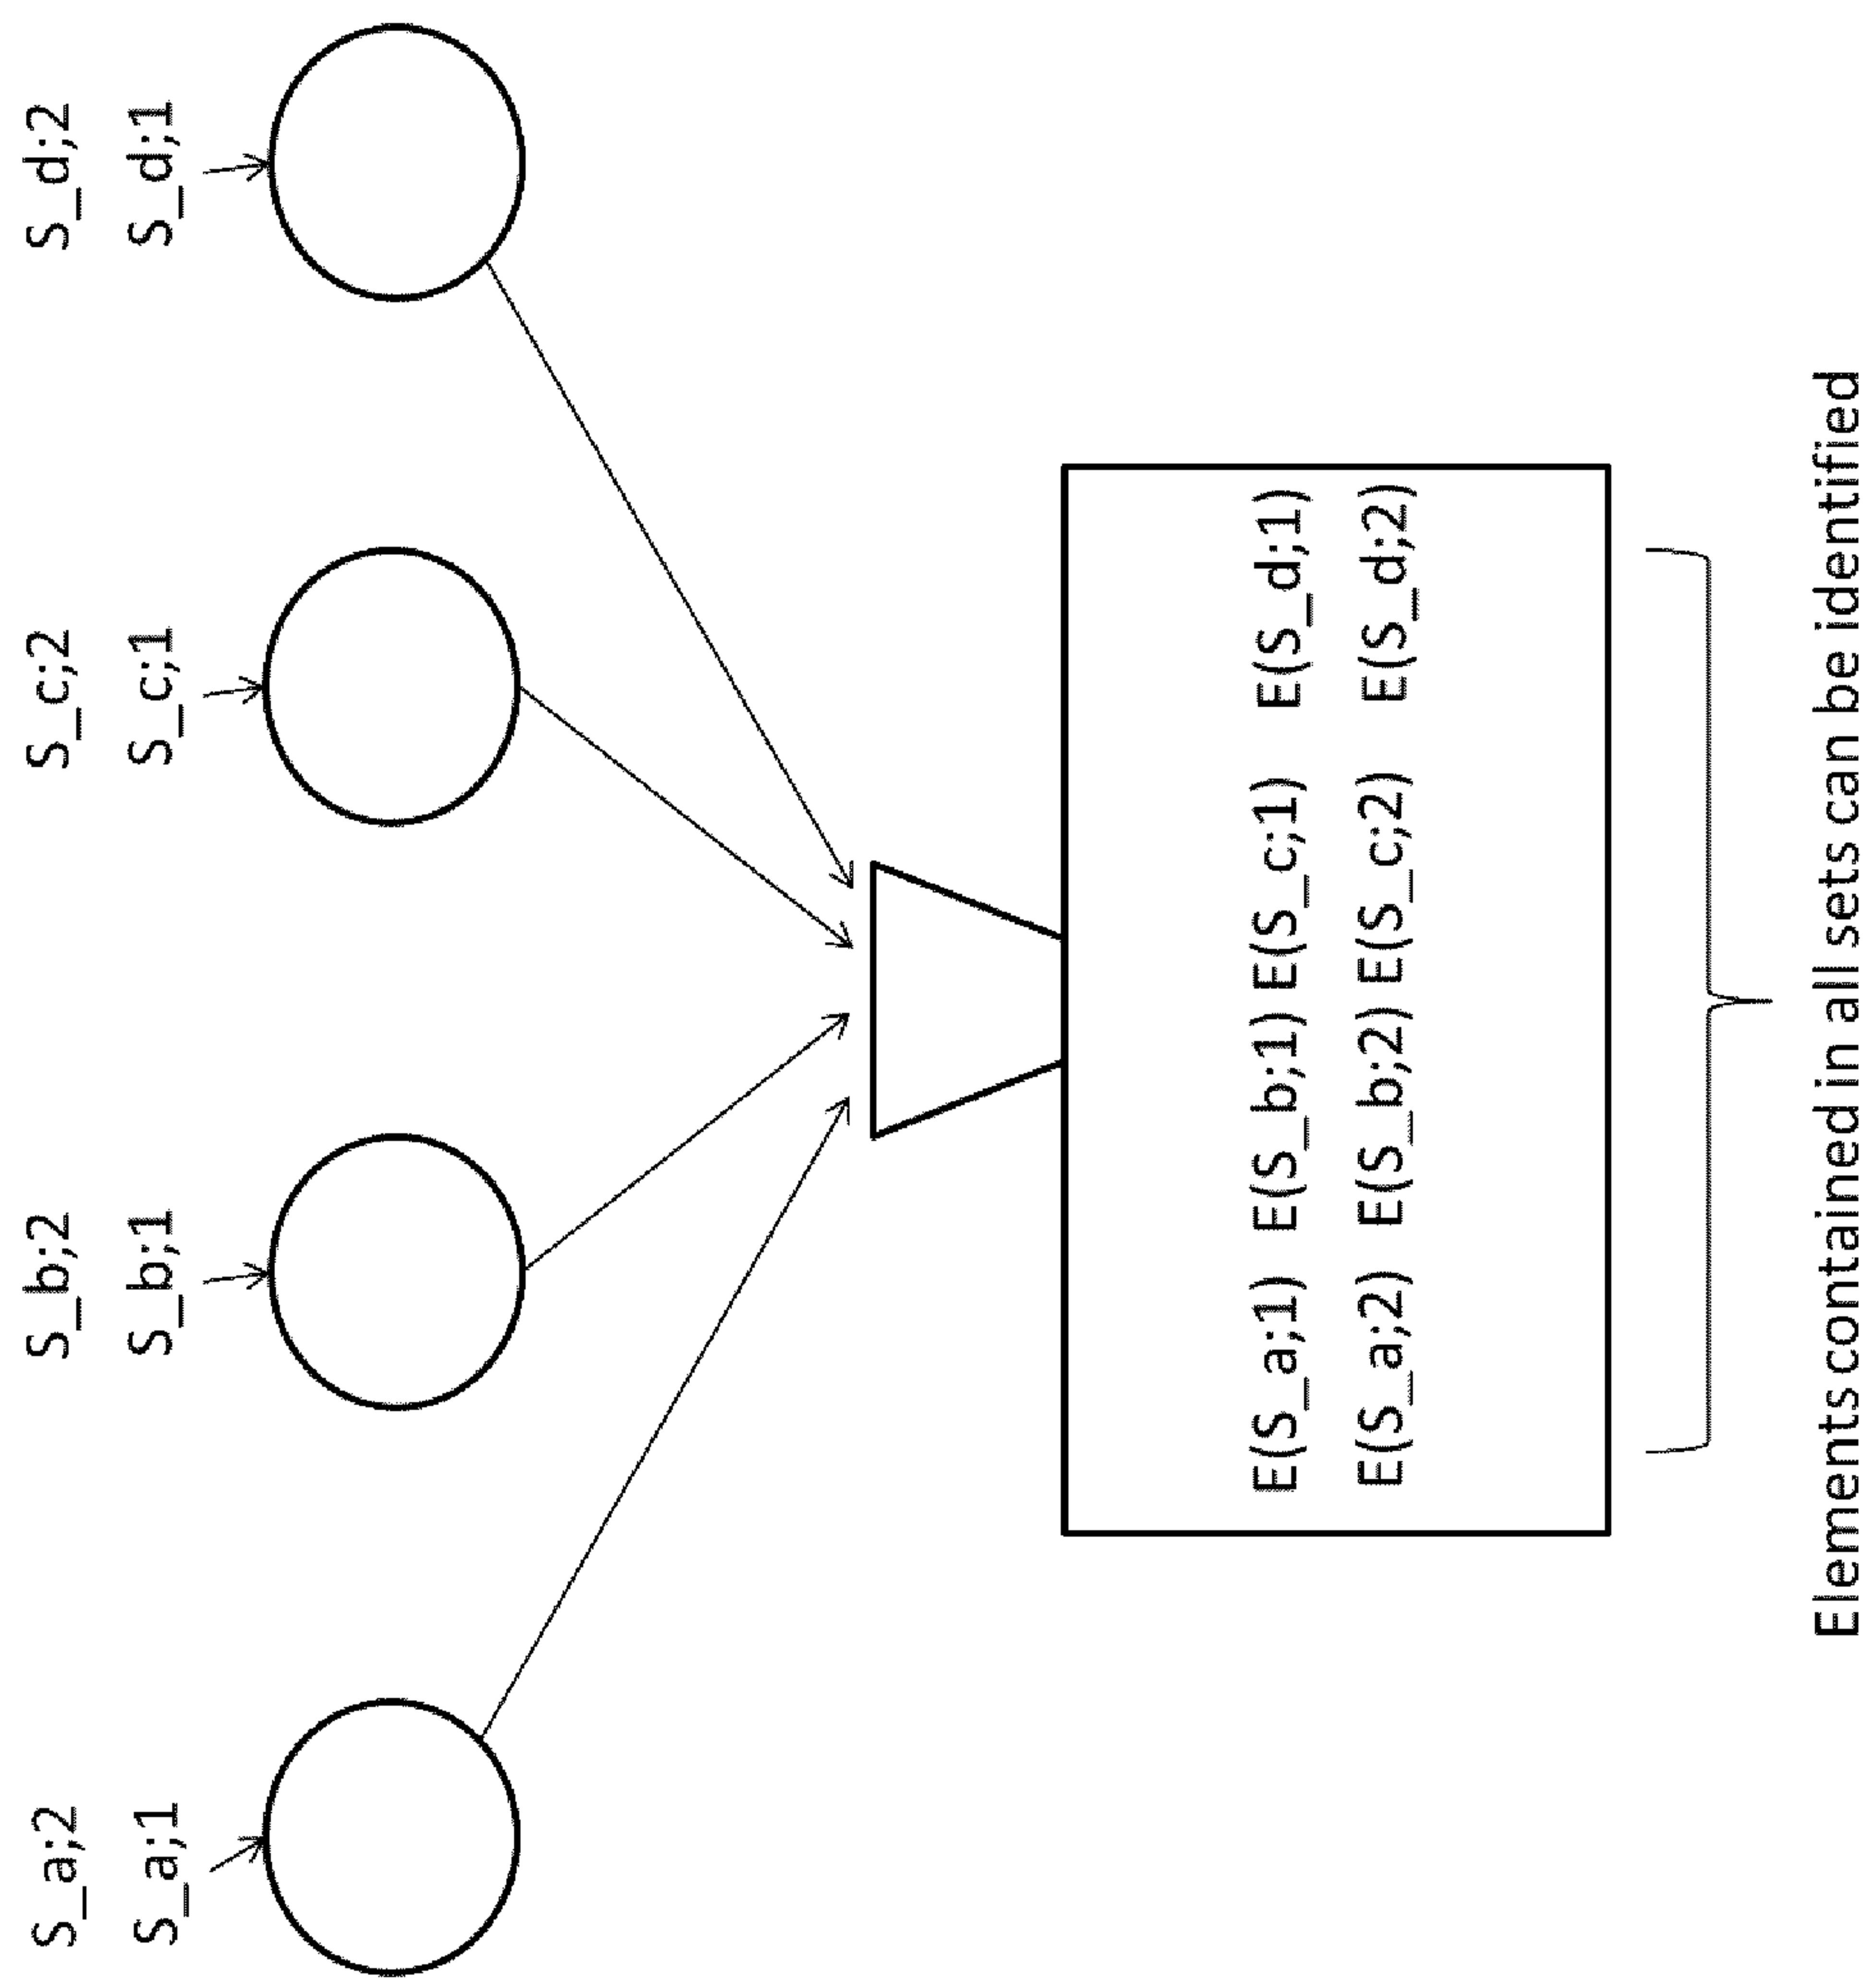 S_a;2 S_b;2 S_c;2 S_d;2
S_a;1 S_b;1 S_c;1 S_d;1
E(S_a;1) E(S_b;1) E(S_c;1) E(S_d;1)
E(S_a;2) E(S_b;2) E(S_c;2) E(S_d;2)
Elements contained in all sets can be identified